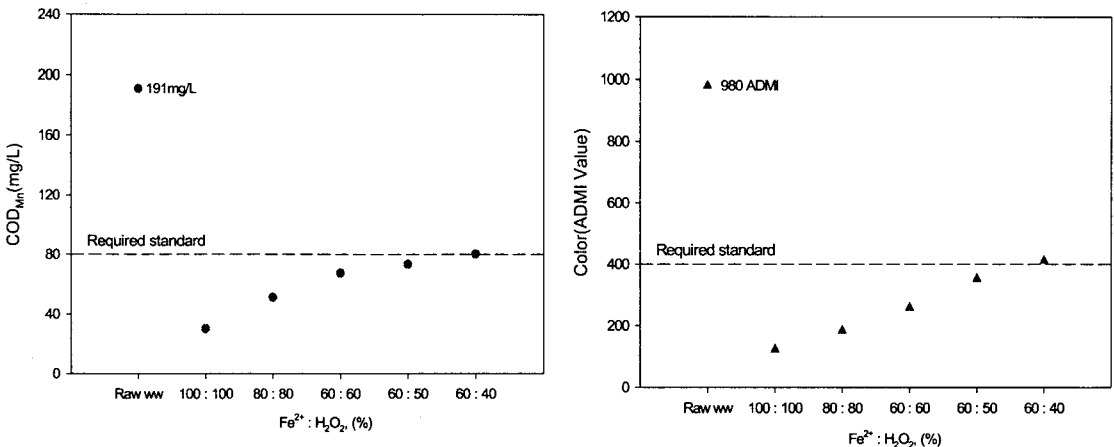 240
200
160
120
80
40
0
COD_Mn(mg/L)
191mg/L
Required standard
Raw ww 100 : 100 80 : 80 60 : 60 60 : 50 60 : 40
Fe²⁺ : H₂O₂, (%)
1200
1000
800
600
400
200
0
Color(ADMI Value)
980 ADMI
Required standard
Raw ww 100 : 100 80 : 80 60 : 60 60 : 50 60 : 40
Fe²⁺ : H₂O₂, (%)